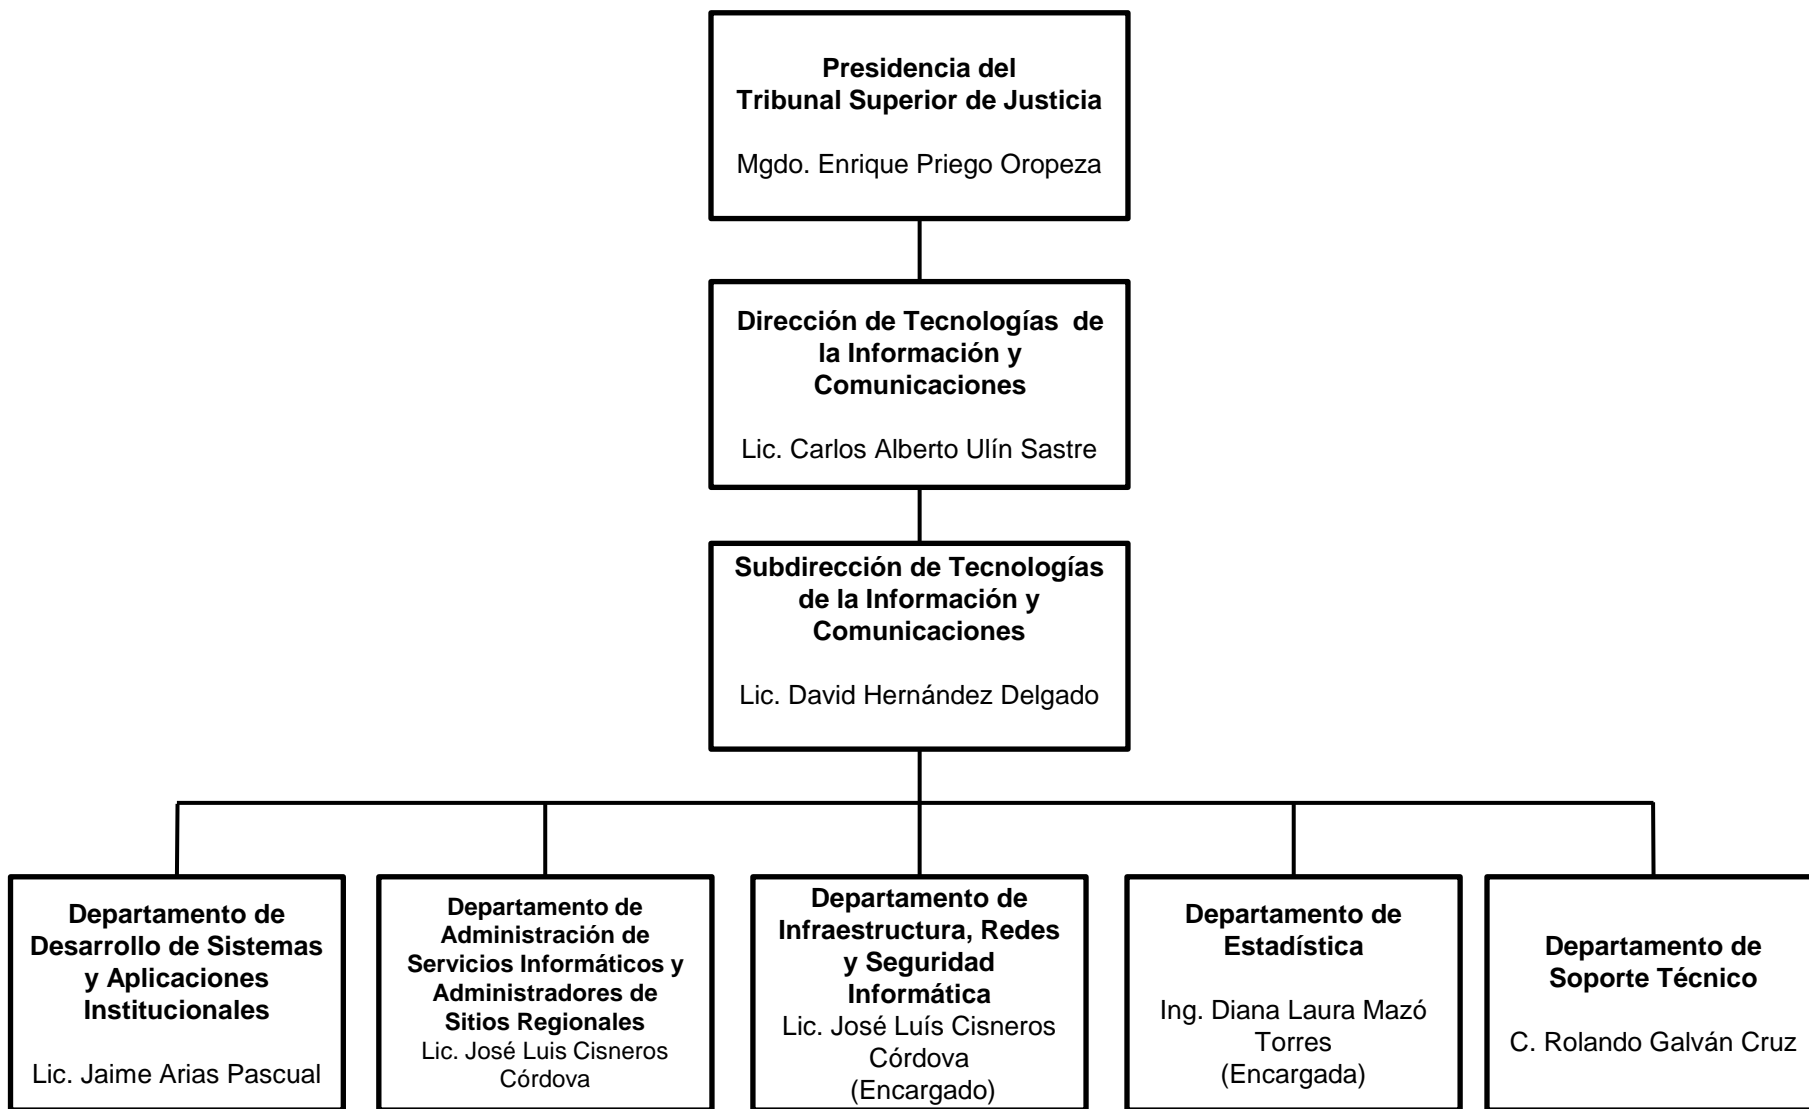 Presidencia del
Tribunal Superior de Justicia
Mgdo. Enrique Priego Oropeza
Dirección de Tecnologías  de
la Información y
Comunicaciones
Lic. Carlos Alberto Ulín Sastre
Subdirección de Tecnologías
de la Información y
Comunicaciones
Lic. David Hernández Delgado
Departamento de
Desarrollo de Sistemas
y Aplicaciones
Institucionales
Lic. Jaime Arias Pascual
Departamento de
Administración de
Servicios Informáticos y
Administradores de
Sitios Regionales
Lic. José Luis Cisneros
Córdova
Departamento de
Infraestructura, Redes
y Seguridad
Informática
Lic. José Luís Cisneros
Córdova
(Encargado)
Departamento de
Estadística
Ing. Diana Laura Mazó
Torres
(Encargada)
Departamento de
Soporte Técnico
C. Rolando Galván Cruz